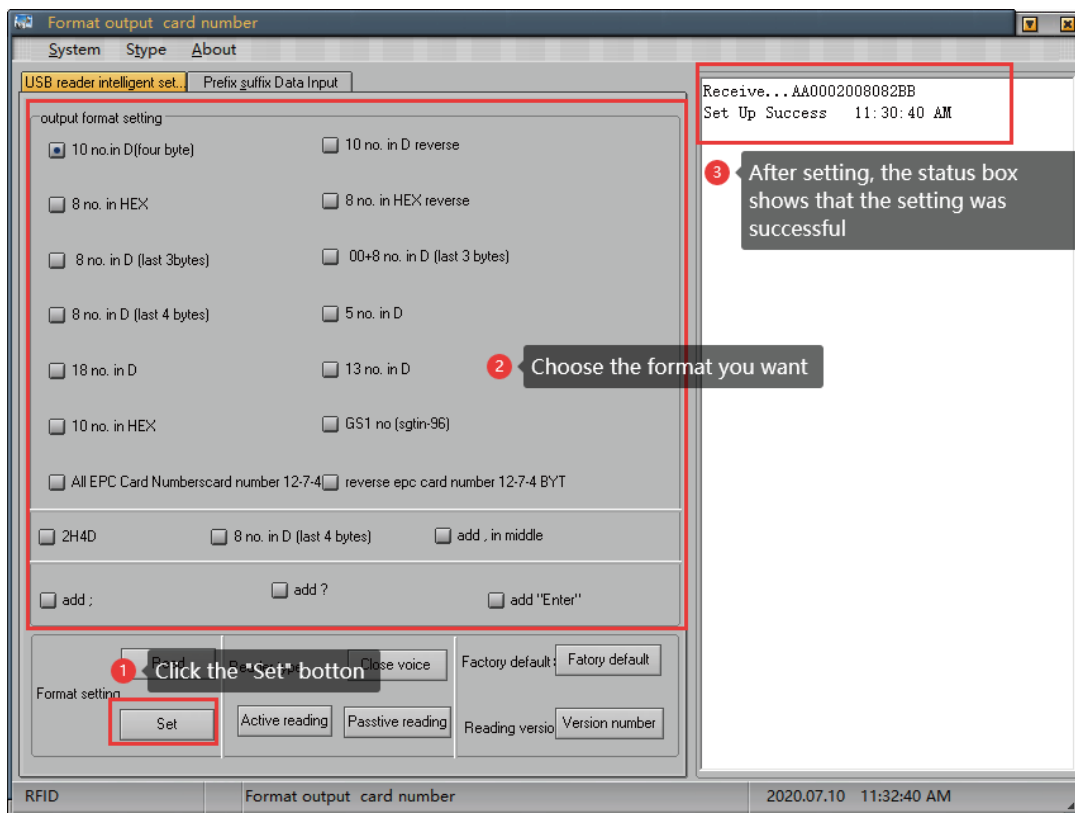 Format output card number
System Stype About
USB reader intelligent set... Prefix suffix Data Input
output format setting
10 no.in D(four byte)
10 no. in D reverse
8 no. in HEX
8 no. in HEX reverse
8 no. in D (last 3bytes)
00+8 no. in D (last 3 bytes)
8 no. in D (last 4 bytes)
5 no. in D
18 no. in D
13 no. in D
10 no. in HEX
GS1 no (sgtin-96)
All EPC Card Numberscard number 12-7-4
reverse epc card number 12-7-4 BYT
2H4D
8 no. in D (last 4 bytes)
add , in middle
add ;
add ?
add "Enter"
2 Choose the format you want
Receive...AA0002008082BB
Set Up Success 11:30:40 AM
3 After setting, the status box
shows that the setting was
successful
1 Click the "Set" botton
Close voice
Factory default:
Fatory default
Format setting
Set
Active reading
Passtive reading
Reading versio
Version number
RFID
Format output card number
2020.07.10 11:32:40 AM